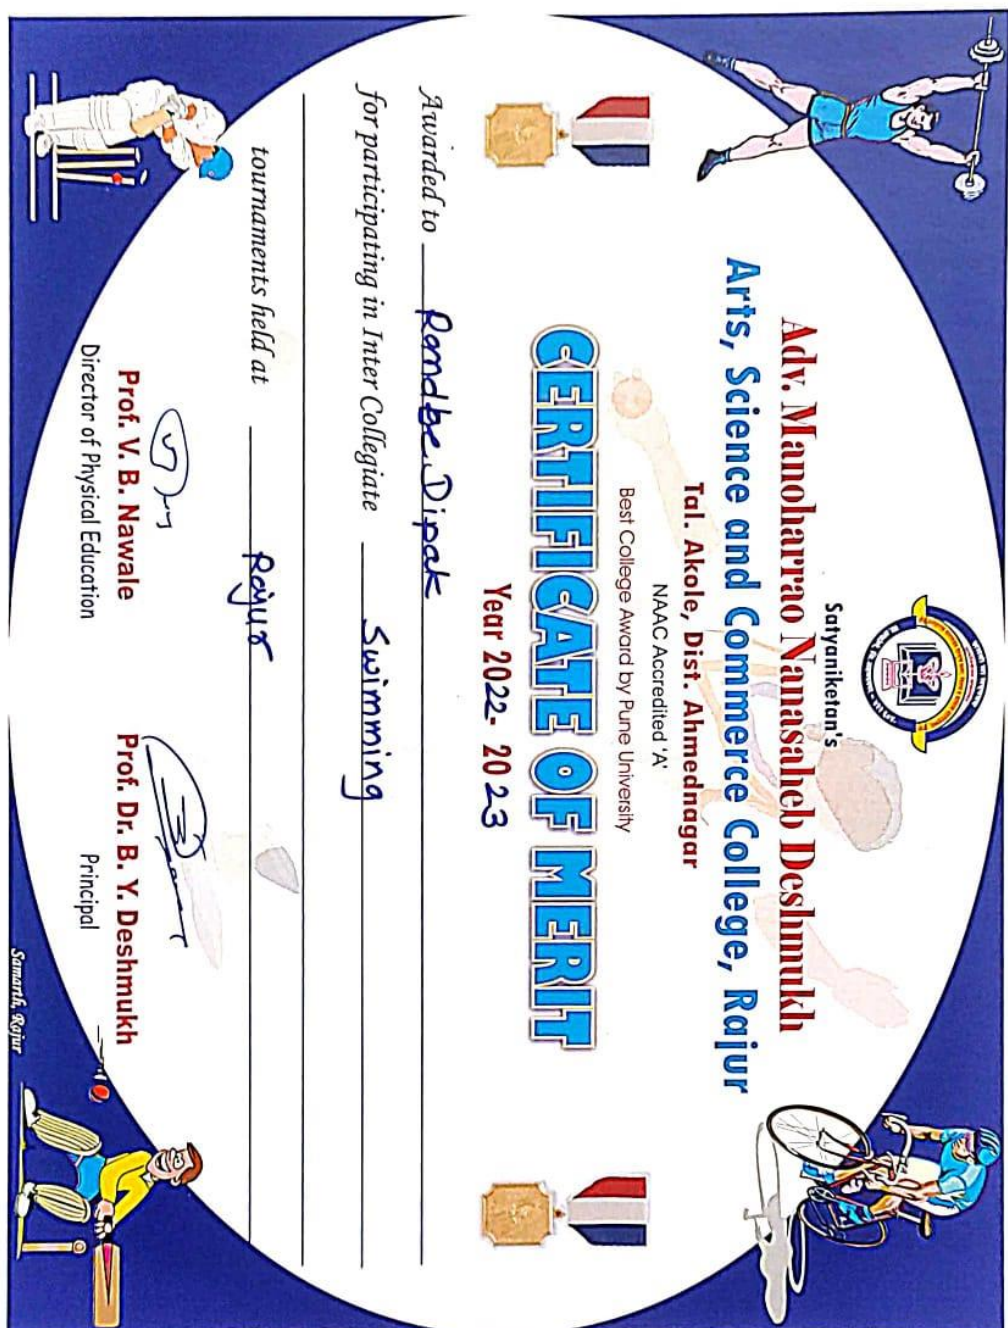 Satyaniketan's
Adv. Manoharrao Nanasaheb Deshmukh
Arts, Science and Commerce College, Rajur
Tal. Akole, Dist. Ahmednagar
NAAC Accredited 'A'
Best College Award by Pune University
CERTIFICATE OF MERIT
Year 2022- 2023
Awarded to Rondhe Dipak
for participating in Inter Collegiate Swimming
tournaments held at Rajur
Prof. V. B. Nawale
Director of Physical Education
Prof. Dr. B. Y. Deshmukh
Principal
Samarth, Rajur